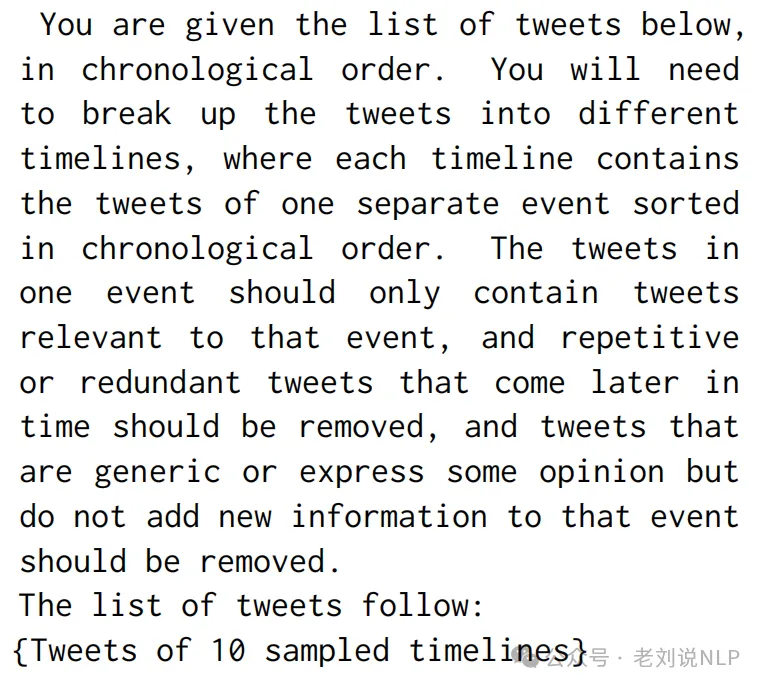 You are given the list of tweets below,
in chronological order. You will need
to break up the tweets into different
timelines, where each timeline contains
the tweets of one separate event sorted
in chronological order. The tweets in
one event should only contain tweets
relevant to that event, and repetitive
or redundant tweets that come later in
time should be removed, and tweets that
are generic or express some opinion but
do not add new information to that event
should be removed.
The list of tweets follow:
{Tweets of 10 sampled timelines}
公众号 · 老刘说NLP